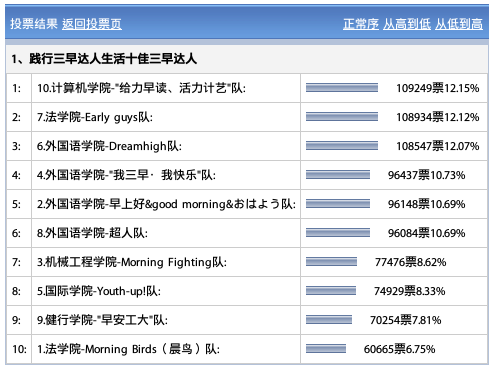 投票结果 返回投票页 正常序 从高到低 从低到高
1、践行三早达人生活十佳三早达人
1: 10.计算机学院-"给力早读、活力计艺"队: 109249票12.15%
2: 7.法学院-Early guys队: 108934票12.12%
3: 6.外国语学院-Dreamhigh队: 108547票12.07%
4: 4.外国语学院-"我三早·我快乐"队: 96437票10.73%
5: 2.外国语学院-早上好&good morning&おはよう队: 96148票10.69%
6: 8.外国语学院-超人队: 96084票10.69%
7: 3.机械工程学院-Morning Fighting队: 77476票8.62%
8: 5.国际学院-Youth-up!队: 74929票8.33%
9: 9.健行学院-"早安工大"队: 70254票7.81%
10: 1.法学院-Morning Birds（晨鸟）队: 60665票6.75%